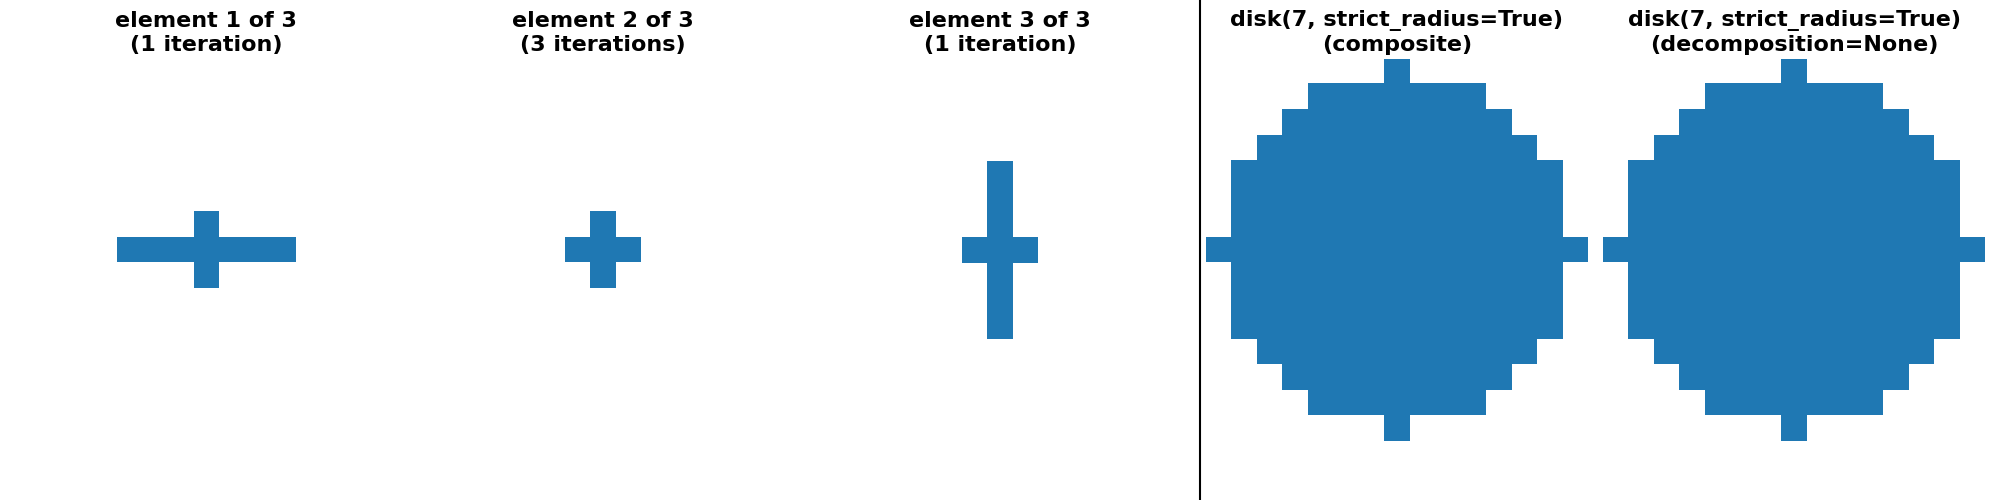 element 1 of 3
(1 iteration)
element 2 of 3
(3 iterations)
element 3 of 3
(1 iteration)
disk(7, strict_radius=True)
(composite)
disk(7, strict_radius=True)
(decomposition=None)